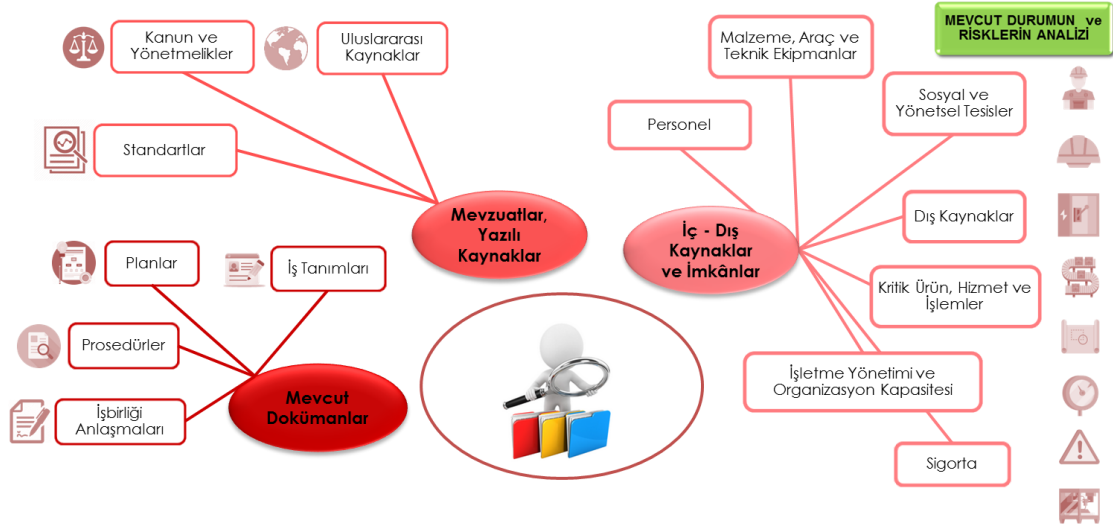 MEVCUT DURUMUN ve
RİSKLERİN ANALİZİ
Kanun ve
Yönetmelikler
Uluslararası
Kaynaklar
Standartlar
Mevzuatlar,
Yazılı
Kaynaklar
Planlar
İş Tanımları
Prosedürler
İşbirliği
Anlaşmaları
Mevcut
Dokümanlar
Malzeme, Araç ve
Teknik Ekipmanlar
Personel
Sosyal ve
Yönetsel Tesisler
İç - Dış
Kaynaklar
ve İmkânlar
Dış Kaynaklar
Kritik Ürün, Hizmet ve
İşlemler
İşletme Yönetimi ve
Organizasyon Kapasitesi
Sigorta